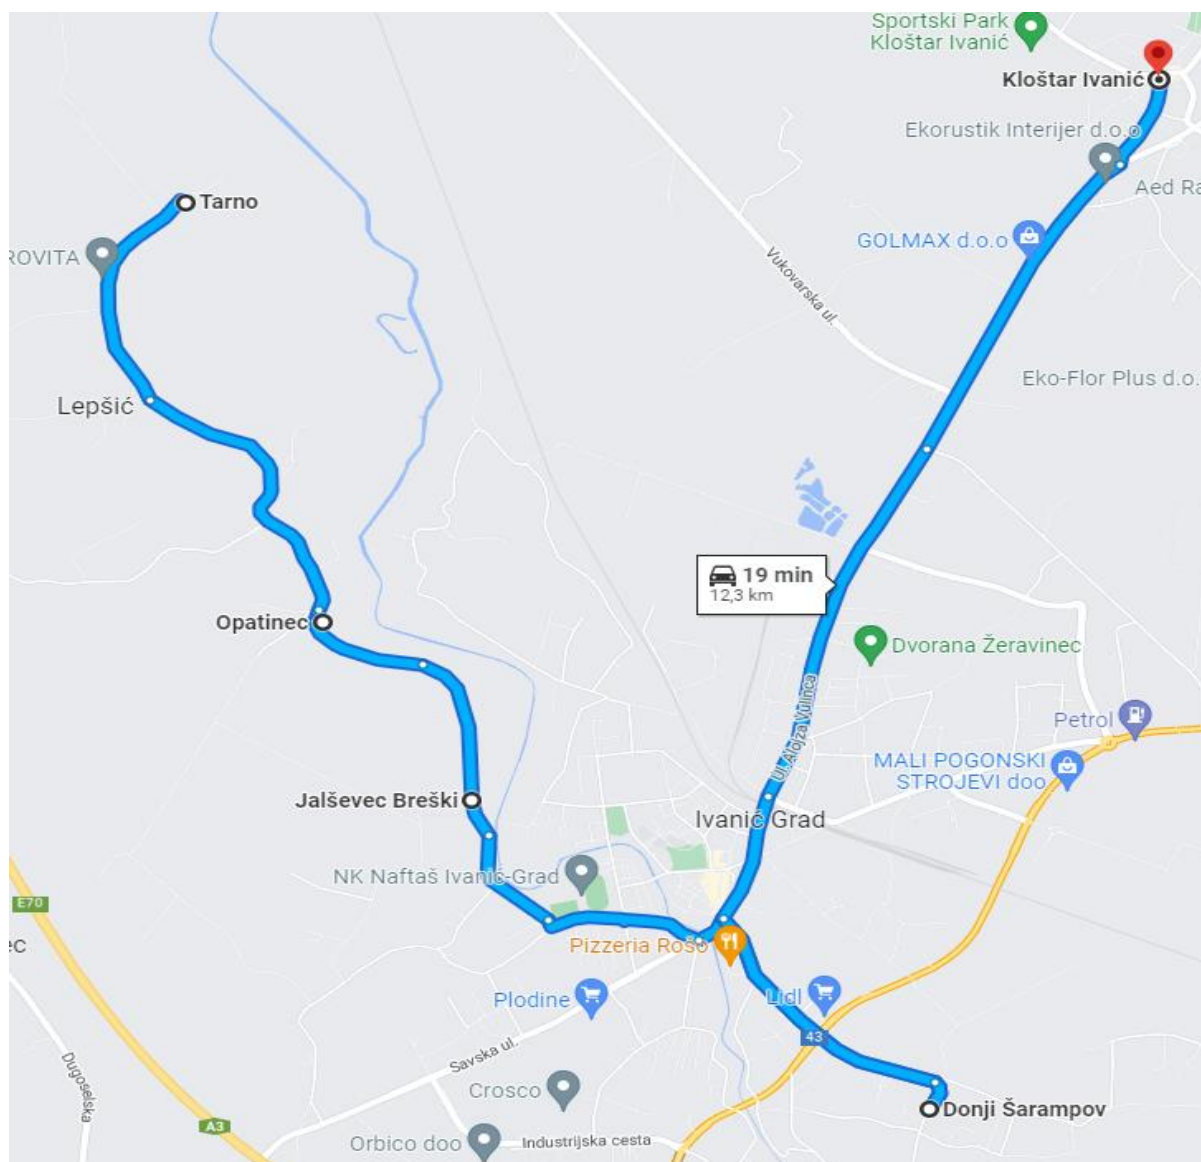 Sportski Park
Kloštar Ivanić
Kloštar Ivanić
Ekorustik Interijer d.o.o
Aed Ra
Tarno
ROVITA
GOLMAX d.o.o
Vukovarska ul.
Eko-Flor Plus d.o.
Lepšić
19 min
12,3 km
Opatinec
Dvorana Žeravinec
Ul. Alojza Vulinca
Petrol
MALI POGONSKI
STROJEVI doo
Jalševec Breški
Ivanić Grad
NK Naftaš Ivanić-Grad
E70
ec
Pizzeria Rošo
Plodine
Lidl
43
Savska ul.
Dugoselska
Crosco
Donji Šarampov
A3
Orbico doo
Industrijska cesta